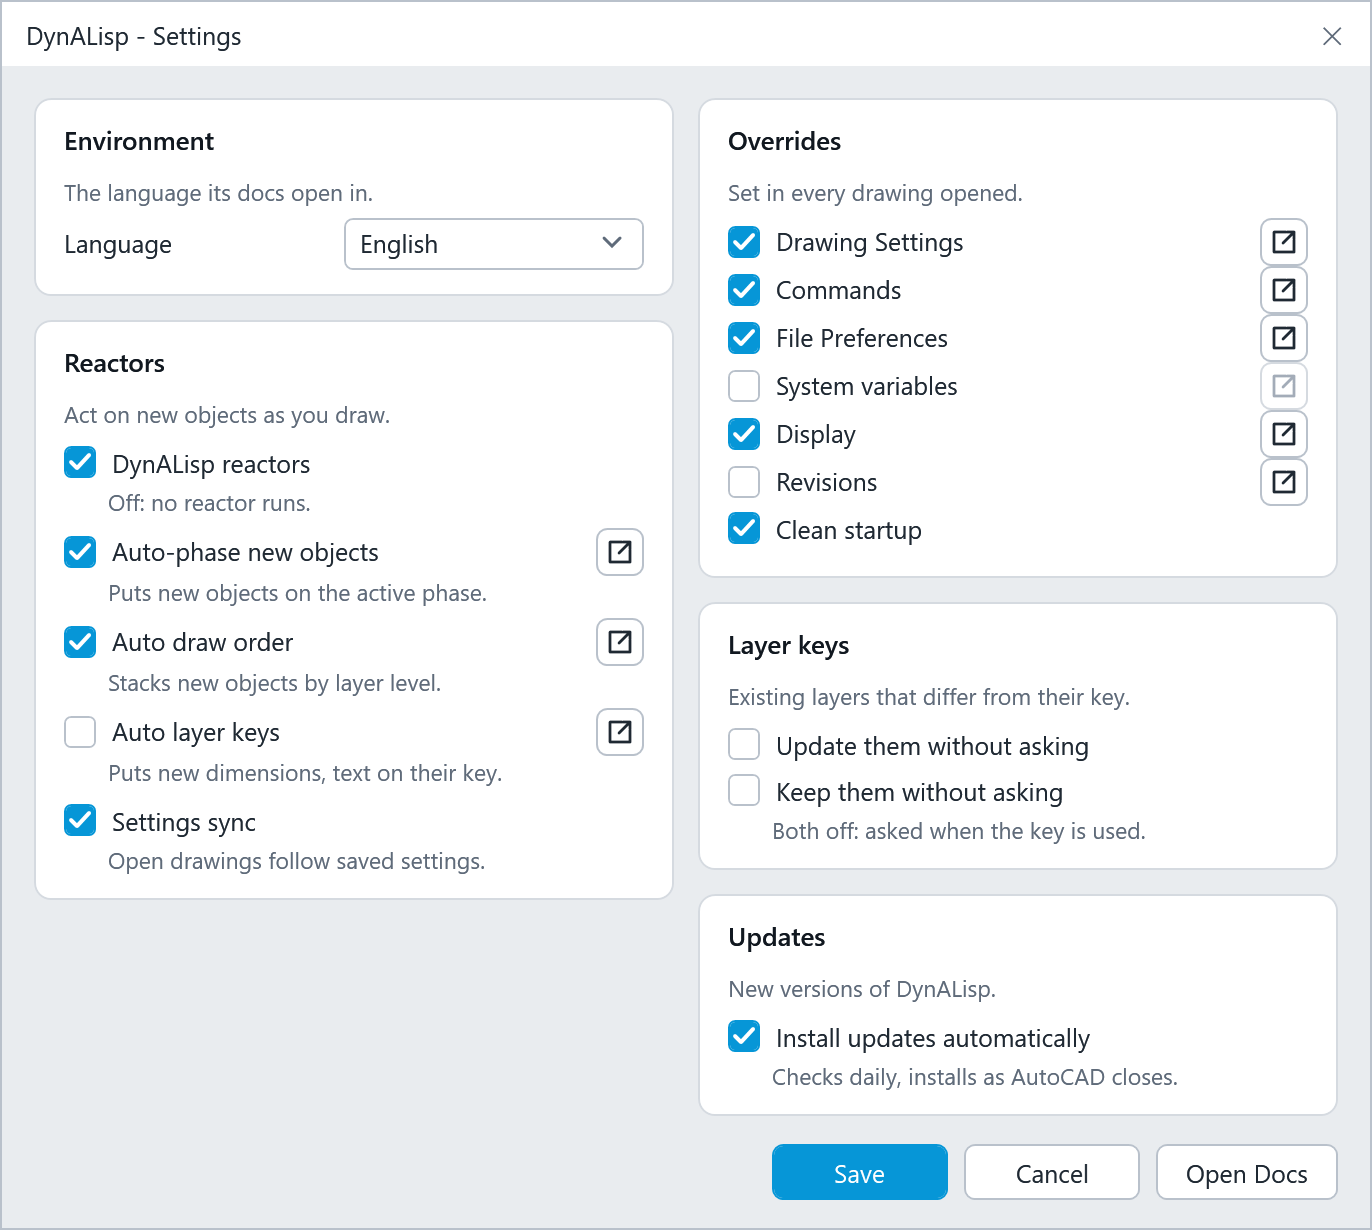 DynALisp - Settings
Environment
The language its docs open in.
Language
English
Reactors
Act on new objects as you draw.
DynALisp reactors
Off: no reactor runs.
Auto-phase new objects
Puts new objects on the active phase.
Auto draw order
Stacks new objects by layer level.
Auto layer keys
Puts new dimensions, text on their key.
Settings sync
Open drawings follow saved settings.
Overrides
Set in every drawing opened.
Drawing Settings
Commands
File Preferences
System variables
Display
Revisions
Clean startup
Layer keys
Existing layers that differ from their key.
Update them without asking
Keep them without asking
Both off: asked when the key is used.
Updates
New versions of DynALisp.
Install updates automatically
Checks daily, installs as AutoCAD closes.
Save
Cancel
Open Docs